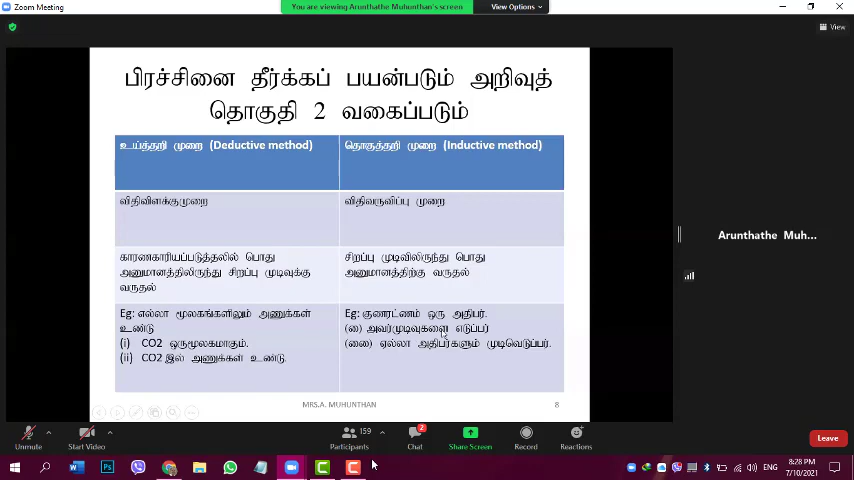 Zoom Meeting
You are viewing Arunthathe Muhunthan's screen
View Options
View
பிரச்சினை தீர்க்கப் பயன்படும் அறிவுத்
தொகுதி 2 வகைப்படும்
உய்த்தறி முறை (Deductive method)
தொகுத்தறி முறை (Inductive method)
விதிவிளக்குமுறை
விதிவருவிப்பு முறை
காரணகாரியப்படுத்தலில் பொது
அனுமானத்திலிருந்து சிறப்பு முடிவுக்கு
வருதல்
சிறப்பு முடிவிலிருந்து பொது
அனுமானத்திற்கு வருதல்
Eg: எல்லா மூலகங்களிலும் அணுக்கள்
உண்டு
(i) CO2 ஒருமூலகமாகும்.
(ii) CO2 இல் அணுக்கள் உண்டு.
Eg: குணரட்ணம் ஒரு அதிபர்.
(ை) அவர்முடிவுகளை எடுப்பர்
(ைை) ஏல்லா அதிபர்களும் முடிவெடுப்பர்.
MRS.A. MUHUNTHAN
8
Arunthathe Muh...
Unmute
Start Video
159
Participants
2
Chat
Share Screen
Record
Reactions
Leave
ENG
8:28 PM
7/10/2021